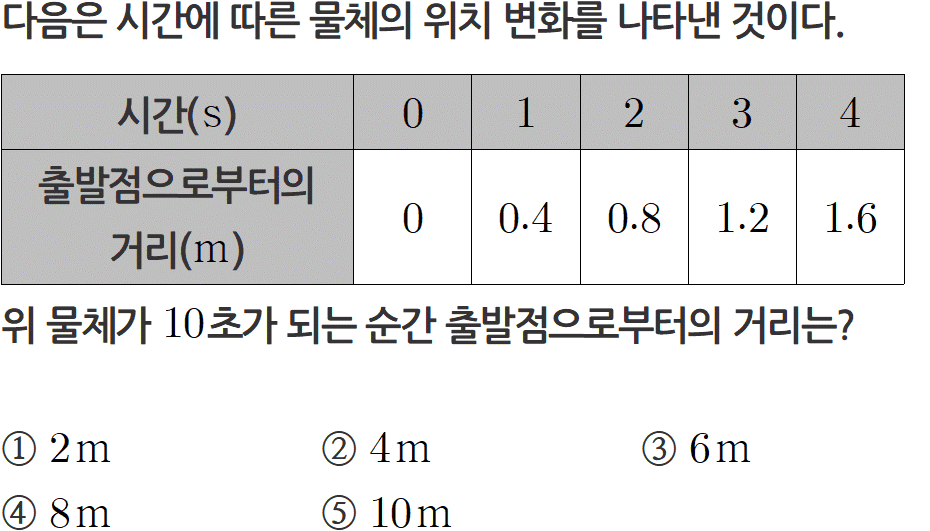 다음은 시간에 따른 물체의 위치 변화를 나타낸 것이다.
시간(s) 0 1 2 3 4
출발점으로부터의
거리(m) 0 0.4 0.8 1.2 1.6
위 물체가 10초가 되는 순간 출발점으로부터의 거리는?
① 2m ② 4m ③ 6m
④ 8m ⑤ 10m